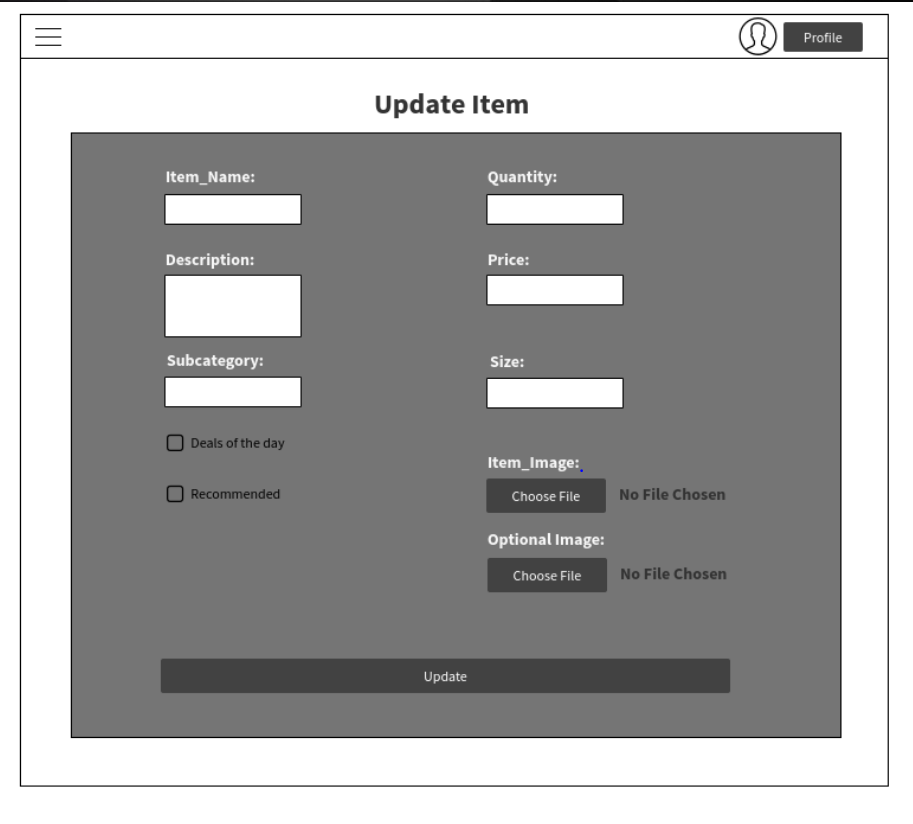 Profile
Update Item
Item_Name:
Quantity:
Description:
Price:
Subcategory:
Size:
Deals of the day
Item_Image:
Recommended
Choose File
No File Chosen
Optional Image:
Choose File
No File Chosen
Update